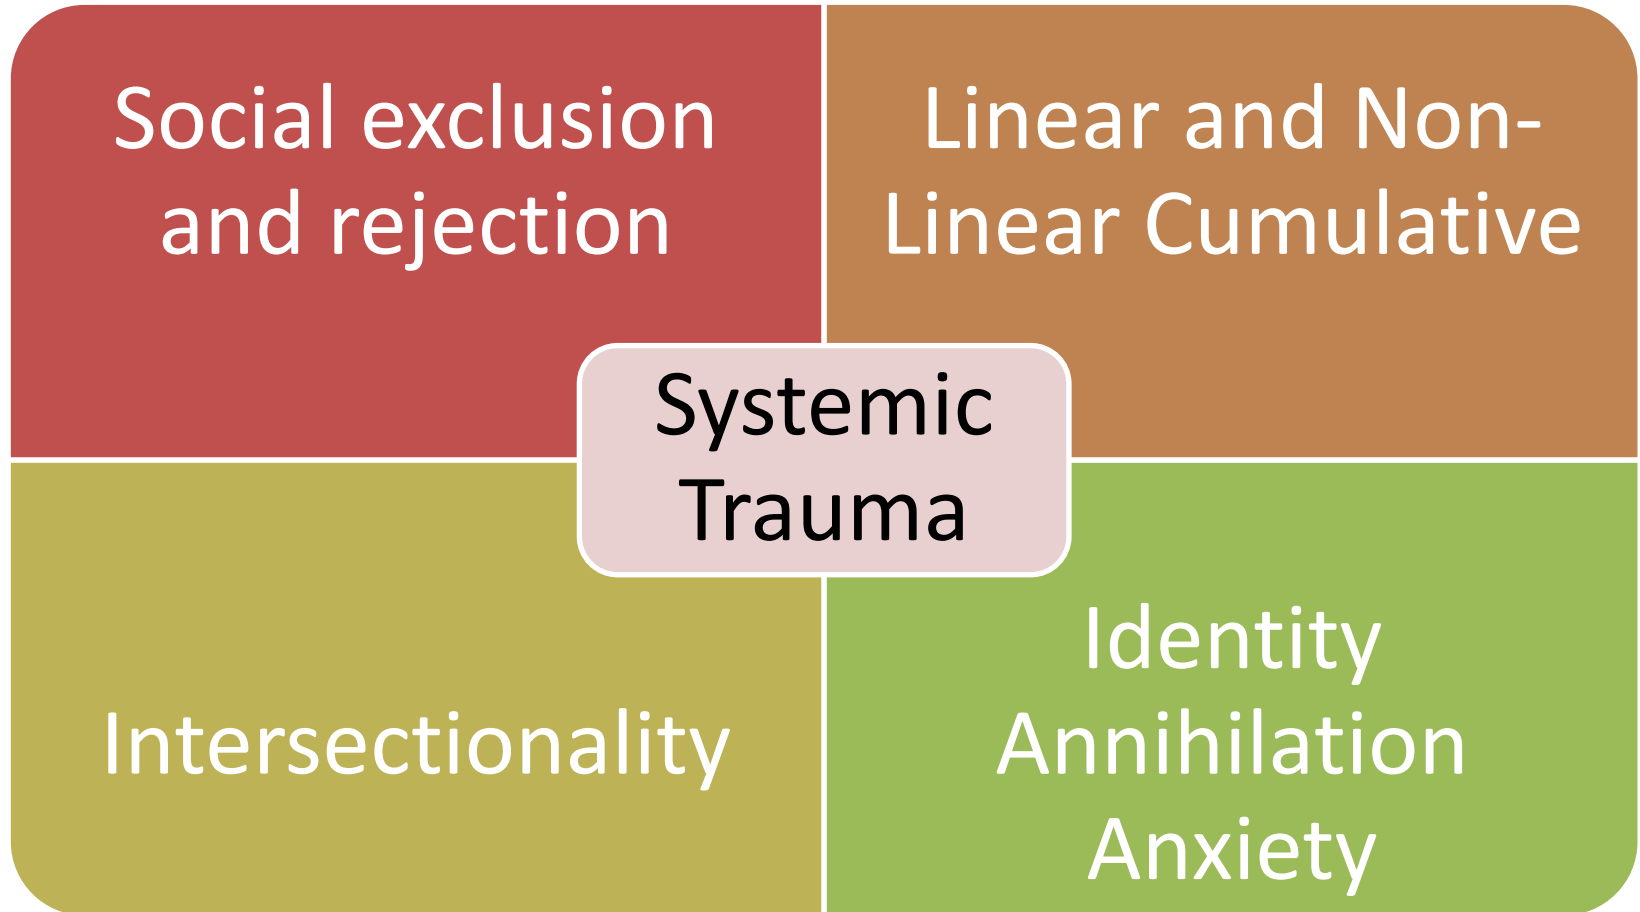 Social exclusion
and rejection
Linear and Non-
Linear Cumulative
Systemic
Trauma
Intersectionality
Identity
Annihilation
Anxiety